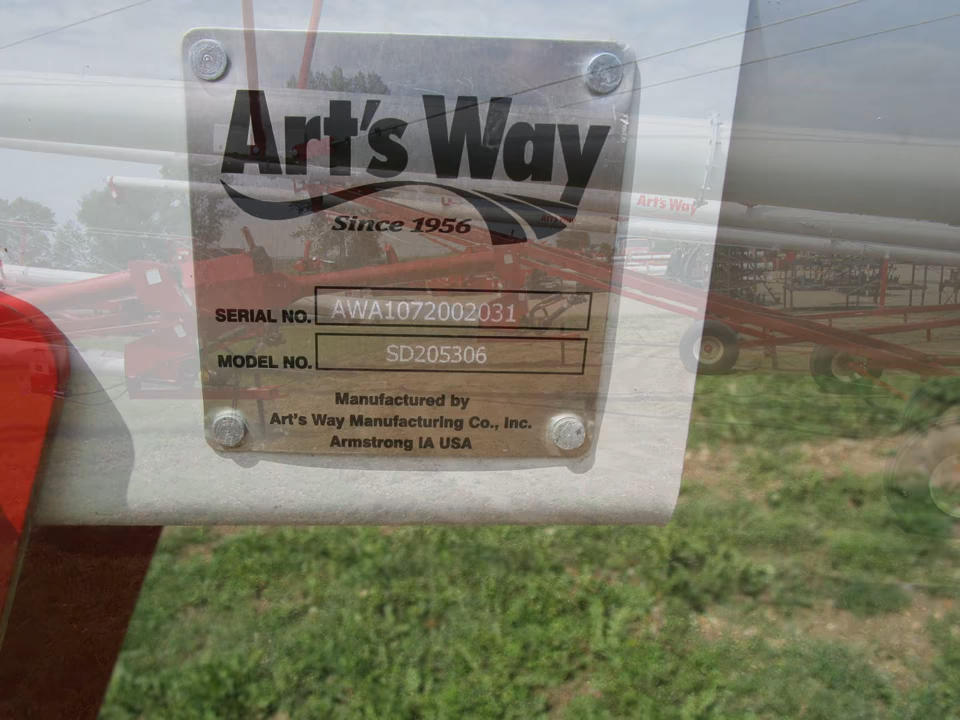 Art's Way
Since 1956
Art's Way
SERIAL NO. AWA1072002031
MODEL NO. SD205306
Manufactured by
Art's Way Manufacturing Co., Inc.
Armstrong IA USA